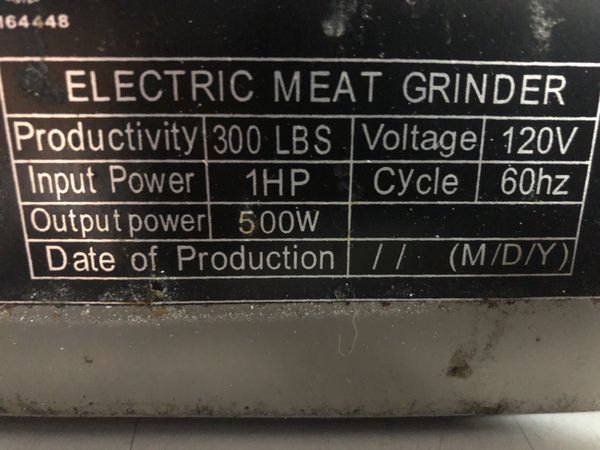 164448
ELECTRIC MEAT GRINDER
Productivity 300 LBS Voltage 120V
Input Power 1HP Cycle 60hz
Output power 500W
Date of Production / / (M/D/Y)